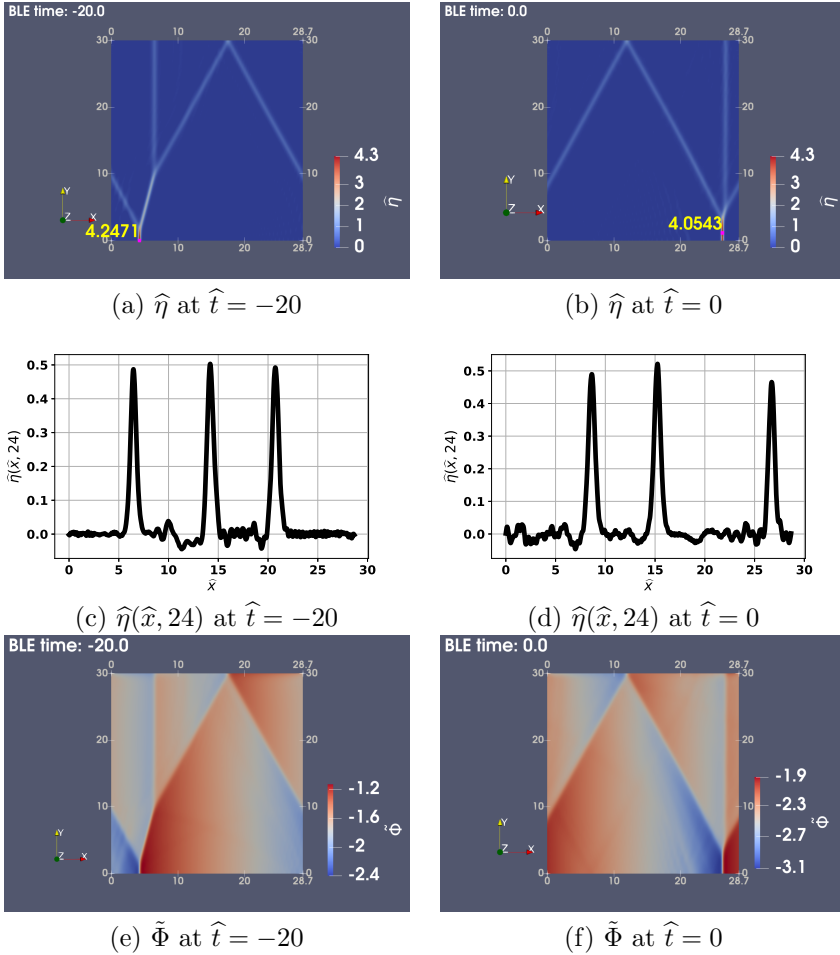 BLE time: -20.0
0 10 20 28.7
30 30
20 20
10 10
0 0
0 10 20 28.7
4.2471
Y
Z X
4.3
3
2
1
0
η̂
BLE time: 0.0
0 10 20 28.7
30 30
20 20
10 10
0 0
0 10 20 28.7
4.0543
Y
Z X
4.3
3
2
1
0
η̂
(a) η̂ at t̂ = −20
(b) η̂ at t̂ = 0
0.5
0.4
0.3
0.2
0.1
0.0
η̂(x̂, 24)
0 5 10 15 20 25 30
x̂
0.5
0.4
0.3
0.2
0.1
0.0
η̂(x̂, 24)
0 5 10 15 20 25 30
x̂
(c) η̂(x̂, 24) at t̂ = −20
(d) η̂(x̂, 24) at t̂ = 0
BLE time: -20.0
0 10 20 28.7
30 30
20 20
10 10
0 0
0 10 20 28.7
Y
Z X
-1.2
-1.6
-2
-2.4
Φ̃
BLE time: 0.0
0 10 20 28.7
30 30
20 20
10 10
0 0
0 10 20 28.7
Y
Z X
-1.9
-2.3
-2.7
-3.1
Φ̃
(e) Φ̃ at t̂ = −20
(f) Φ̃ at t̂ = 0